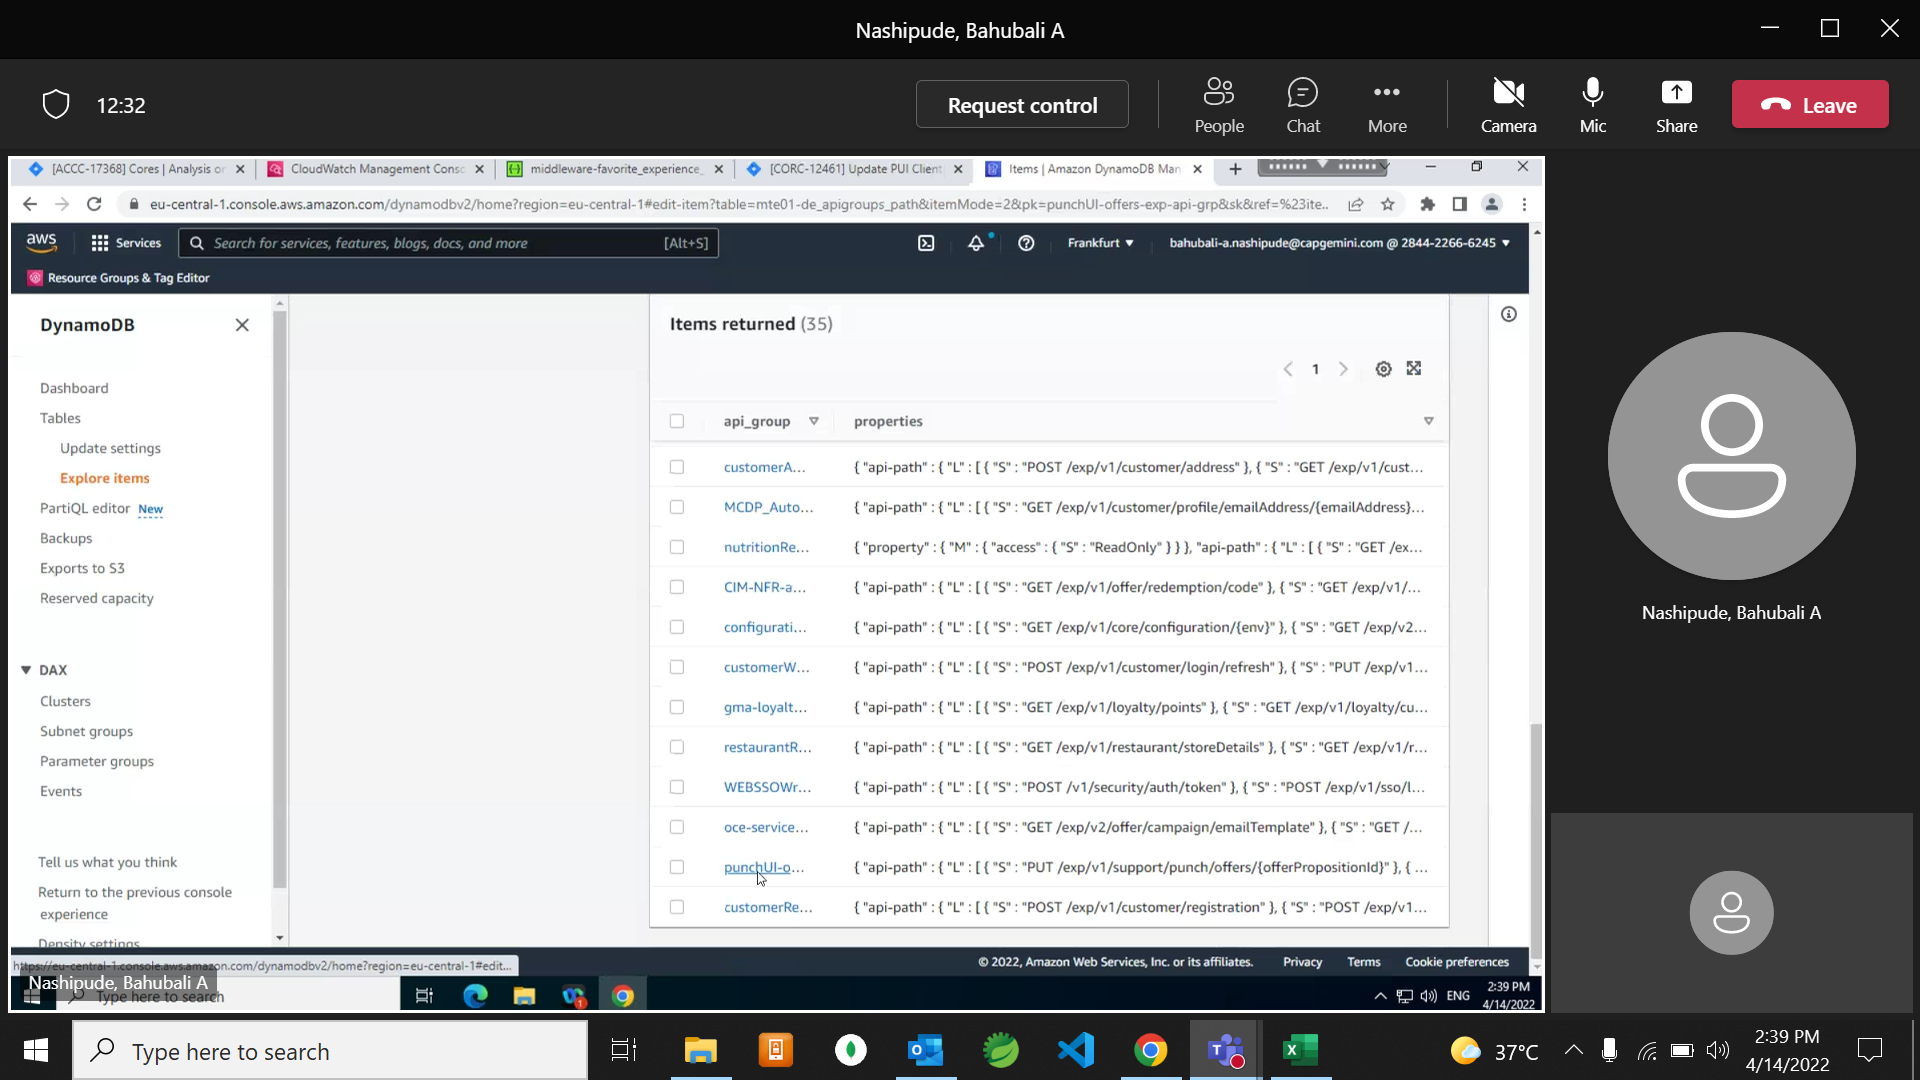 Nashipude, Bahubali A
12:32
Request control
People
Chat
More
Camera
Mic
Share
Leave
[ACCC-17368] Cores | Analysis or
CloudWatch Management Conso
middleware-favorite_experience_
[CORC-12461] Update PUI Client
Items | Amazon DynamoDB Man
eu-central-1.console.aws.amazon.com/dynamodbv2/home?region=eu-central-1#edit-item?table=mte01-de_apigroups_path&itemMode=2&pk=punchUI-offers-exp-api-grp&sk&ref=%23ite...
aws
Services
Search for services, features, blogs, docs, and more [Alt+S]
Frankfurt
bahubali-a.nashipude@capgemini.com @ 2844-2266-6245
Resource Groups & Tag Editor
DynamoDB
Dashboard
Tables
Update settings
Explore items
PartiQL editor New
Backups
Exports to S3
Reserved capacity
DAX
Clusters
Subnet groups
Parameter groups
Events
Tell us what you think
Return to the previous console
experience
Density settings
Items returned (35)
1
api_group properties
customerA... { "api-path" : { "L" : [ { "S" : "POST /exp/v1/customer/address" }, { "S" : "GET /exp/v1/cust...
MCDP_Auto... { "api-path" : { "L" : [ { "S" : "GET /exp/v1/customer/profile/emailAddress/{emailAddress}...
nutritionRe... { "property" : { "M" : { "access" : { "S" : "ReadOnly" } } }, "api-path" : { "L" : [ { "S" : "GET /ex...
CIM-NFR-a... { "api-path" : { "L" : [ { "S" : "GET /exp/v1/offer/redemption/code" }, { "S" : "GET /exp/v1/...
configurati... { "api-path" : { "L" : [ { "S" : "GET /exp/v1/core/configuration/{env}" }, { "S" : "GET /exp/v2...
customerW... { "api-path" : { "L" : [ { "S" : "POST /exp/v1/customer/login/refresh" }, { "S" : "PUT /exp/v1...
gma-loyalt... { "api-path" : { "L" : [ { "S" : "GET /exp/v1/loyalty/points" }, { "S" : "GET /exp/v1/loyalty/cu...
restaurantR... { "api-path" : { "L" : [ { "S" : "GET /exp/v1/restaurant/storeDetails" }, { "S" : "GET /exp/v1/r...
WEBSSOWr... { "api-path" : { "L" : [ { "S" : "POST /v1/security/auth/token" }, { "S" : "POST /exp/v1/sso/l...
oce-service... { "api-path" : { "L" : [ { "S" : "GET /exp/v2/offer/campaign/emailTemplate" }, { "S" : "GET /...
punchUI-o... { "api-path" : { "L" : [ { "S" : "PUT /exp/v1/support/punch/offers/{offerPropositionId}" }, { ...
customerRe... { "api-path" : { "L" : [ { "S" : "POST /exp/v1/customer/registration" }, { "S" : "POST /exp/v1...
https://eu-central-1.console.aws.amazon.com/dynamodbv2/home?region=eu-central-1#edit...
© 2022, Amazon Web Services, Inc. or its affiliates. Privacy Terms Cookie preferences
Nashipude, Bahubali A
Type here to search
1
ENG
2:39 PM
4/14/2022
Nashipude, Bahubali A
Type here to search
37°C
2:39 PM
4/14/2022